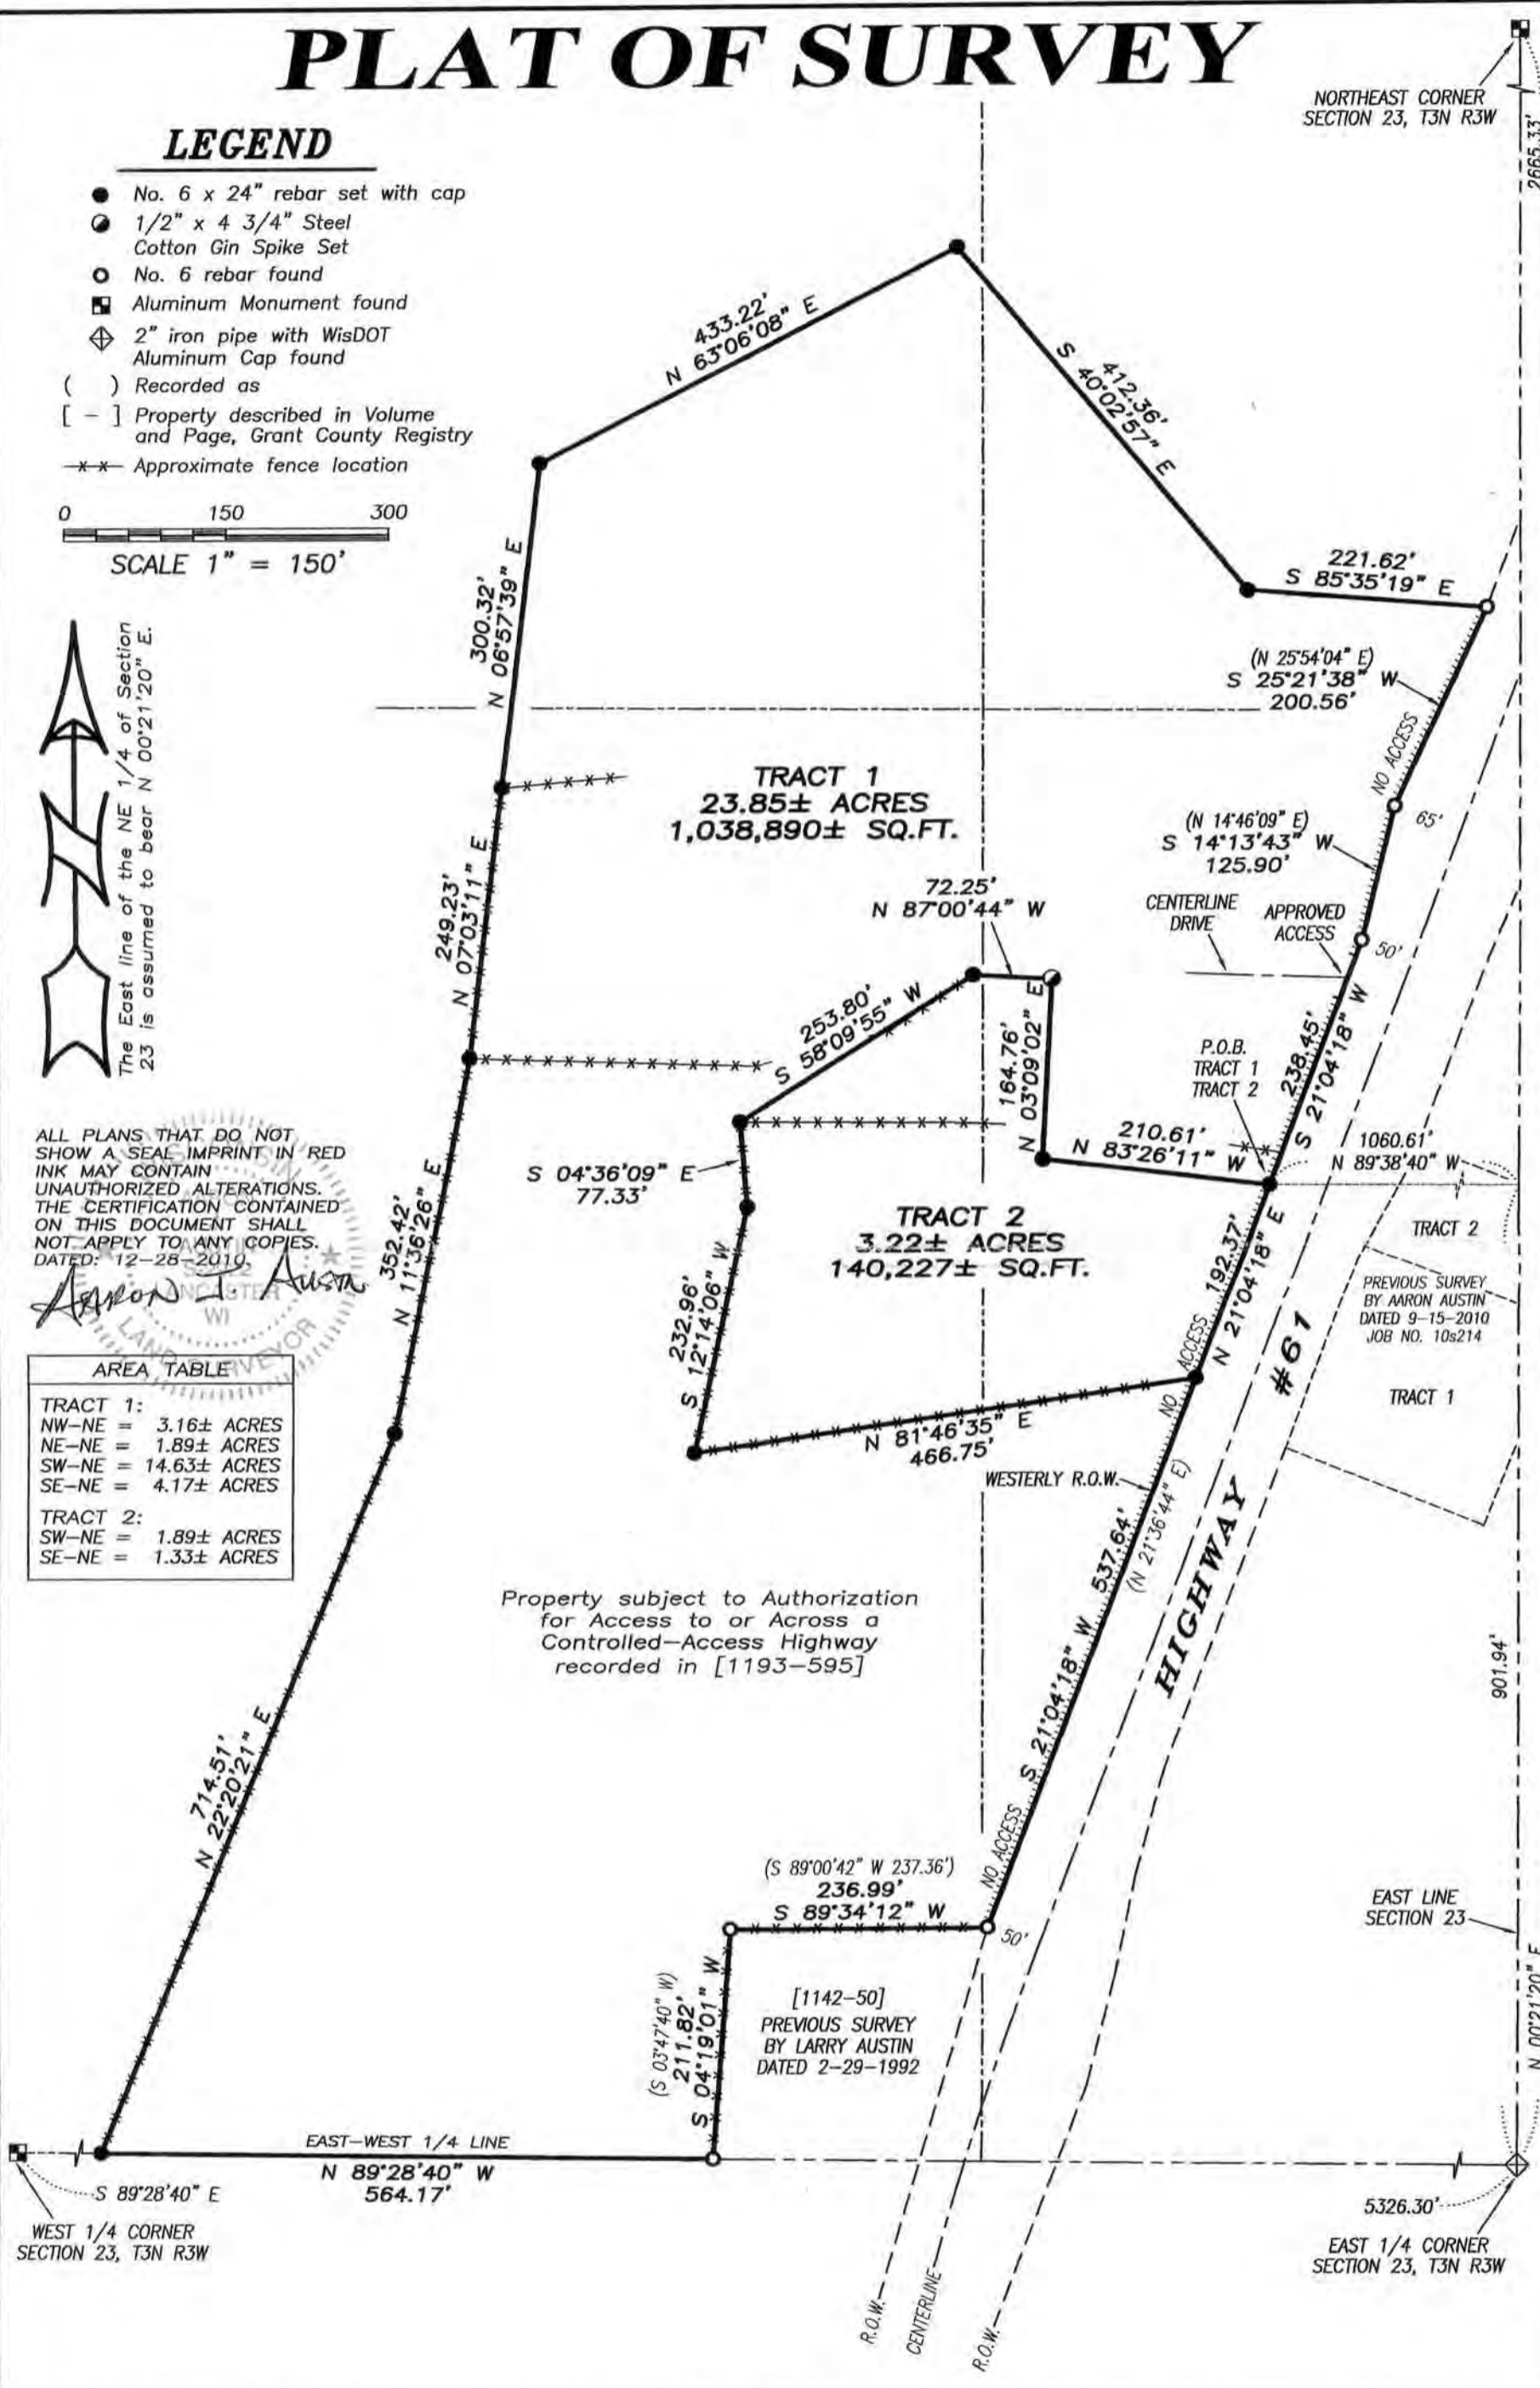 PLAT OF SURVEY
NORTHEAST CORNER
SECTION 23, T3N R3W
2665.33'
LEGEND
No. 6 x 24" rebar set with cap
1/2" x 4 3/4" Steel
Cotton Gin Spike Set
No. 6 rebar found
Aluminum Monument found
2" iron pipe with WisDOT
Aluminum Cap found
( ) Recorded as
[ - ] Property described in Volume
and Page, Grant County Registry
-x-x- Approximate fence location
0 150 300
SCALE 1" = 150'
The East line of the NE 1/4 of Section
23 is assumed to bear N 00°21'20" E.
433.22'
N 63°06'08" E
412.36'
S 40°02'57" E
221.62'
S 85°35'19" E
300.32'
N 06°57'39" E
(N 25°54'04" E)
S 25°21'38" W
200.56'
NO ACCESS
65'
TRACT 1
23.85± ACRES
1,038,890± SQ.FT.
(N 14°46'09" E)
S 14°13'43" W
125.90'
249.23'
N 07°03'11" E
72.25'
N 87°00'44" W
CENTERLINE
DRIVE
APPROVED
ACCESS
50'
253.80'
S 58°09'55" W
164.76'
N 03°09'02" E
P.O.B.
TRACT 1
TRACT 2
238.45'
S 21°04'18" W
210.61'
N 83°26'11" W
1060.61'
N 89°38'40" W
ALL PLANS THAT DO NOT
SHOW A SEAL IMPRINT IN RED
INK MAY CONTAIN
UNAUTHORIZED ALTERATIONS.
THE CERTIFICATION CONTAINED
ON THIS DOCUMENT SHALL
NOT APPLY TO ANY COPIES.
DATED: 12-28-2010
AARON J. Austin
LANCASTER
WI
LAND SURVEYOR
352.42'
N 11°36'26" E
S 04°36'09" E
77.33'
TRACT 2
3.22± ACRES
140,227± SQ.FT.
192.37'
N 21°04'18" E
TRACT 2
PREVIOUS SURVEY
BY AARON AUSTIN
DATED 9-15-2010
JOB NO. 10s214
TRACT 1
232.96'
S 12°14'06" W
NO ACCESS
N 81°46'35" E
466.75'
AREA TABLE
TRACT 1:
NW-NE = 3.16± ACRES
NE-NE = 1.89± ACRES
SW-NE = 14.63± ACRES
SE-NE = 4.17± ACRES
TRACT 2:
SW-NE = 1.89± ACRES
SE-NE = 1.33± ACRES
WESTERLY R.O.W.
HIGHWAY #61
Property subject to Authorization
for Access to or Across a
Controlled-Access Highway
recorded in [1193-595]
S 21°04'18" W 537.64'
(N 21°36'44" E)
901.94'
714.51'
N 22°20'21" E
NO ACCESS
(S 89°00'42" W 237.36')
236.99'
S 89°34'12" W
50'
EAST LINE
SECTION 23
N 00°21'20" E
(S 03°47'40" W)
211.82'
S 04°19'01" W
[1142-50]
PREVIOUS SURVEY
BY LARRY AUSTIN
DATED 2-29-1992
EAST-WEST 1/4 LINE
N 89°28'40" W
564.17'
S 89°28'40" E
WEST 1/4 CORNER
SECTION 23, T3N R3W
5326.30'
EAST 1/4 CORNER
SECTION 23, T3N R3W
R.O.W.
CENTERLINE
R.O.W.